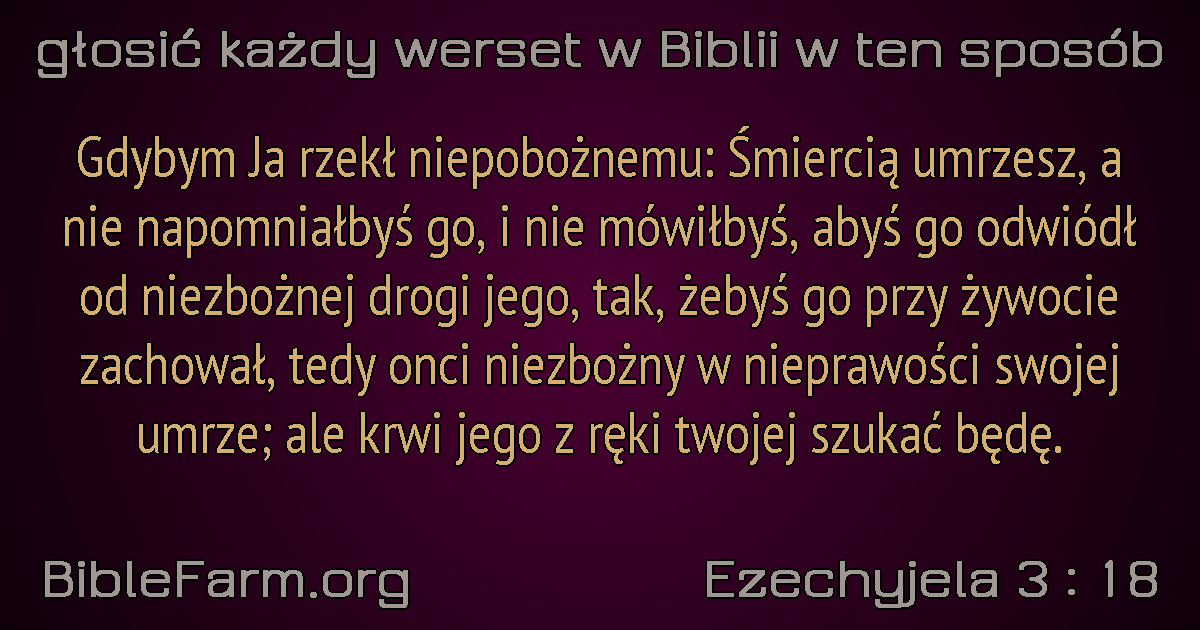 głosić każdy werset w Biblii w ten sposób
Gdybym Ja rzekł niepobożnemu: Śmiercią umrzesz, a
nie napomniałbyś go, i nie mówiłbyś, abyś go odwiódł
od niezbożnej drogi jego, tak, żebyś go przy żywocie
zachował, tedy onci niezbożny w nieprawości swojej
umrze; ale krwi jego z ręki twojej szukać będę.
BibleFarm.org
Ezechyjela 3 : 18